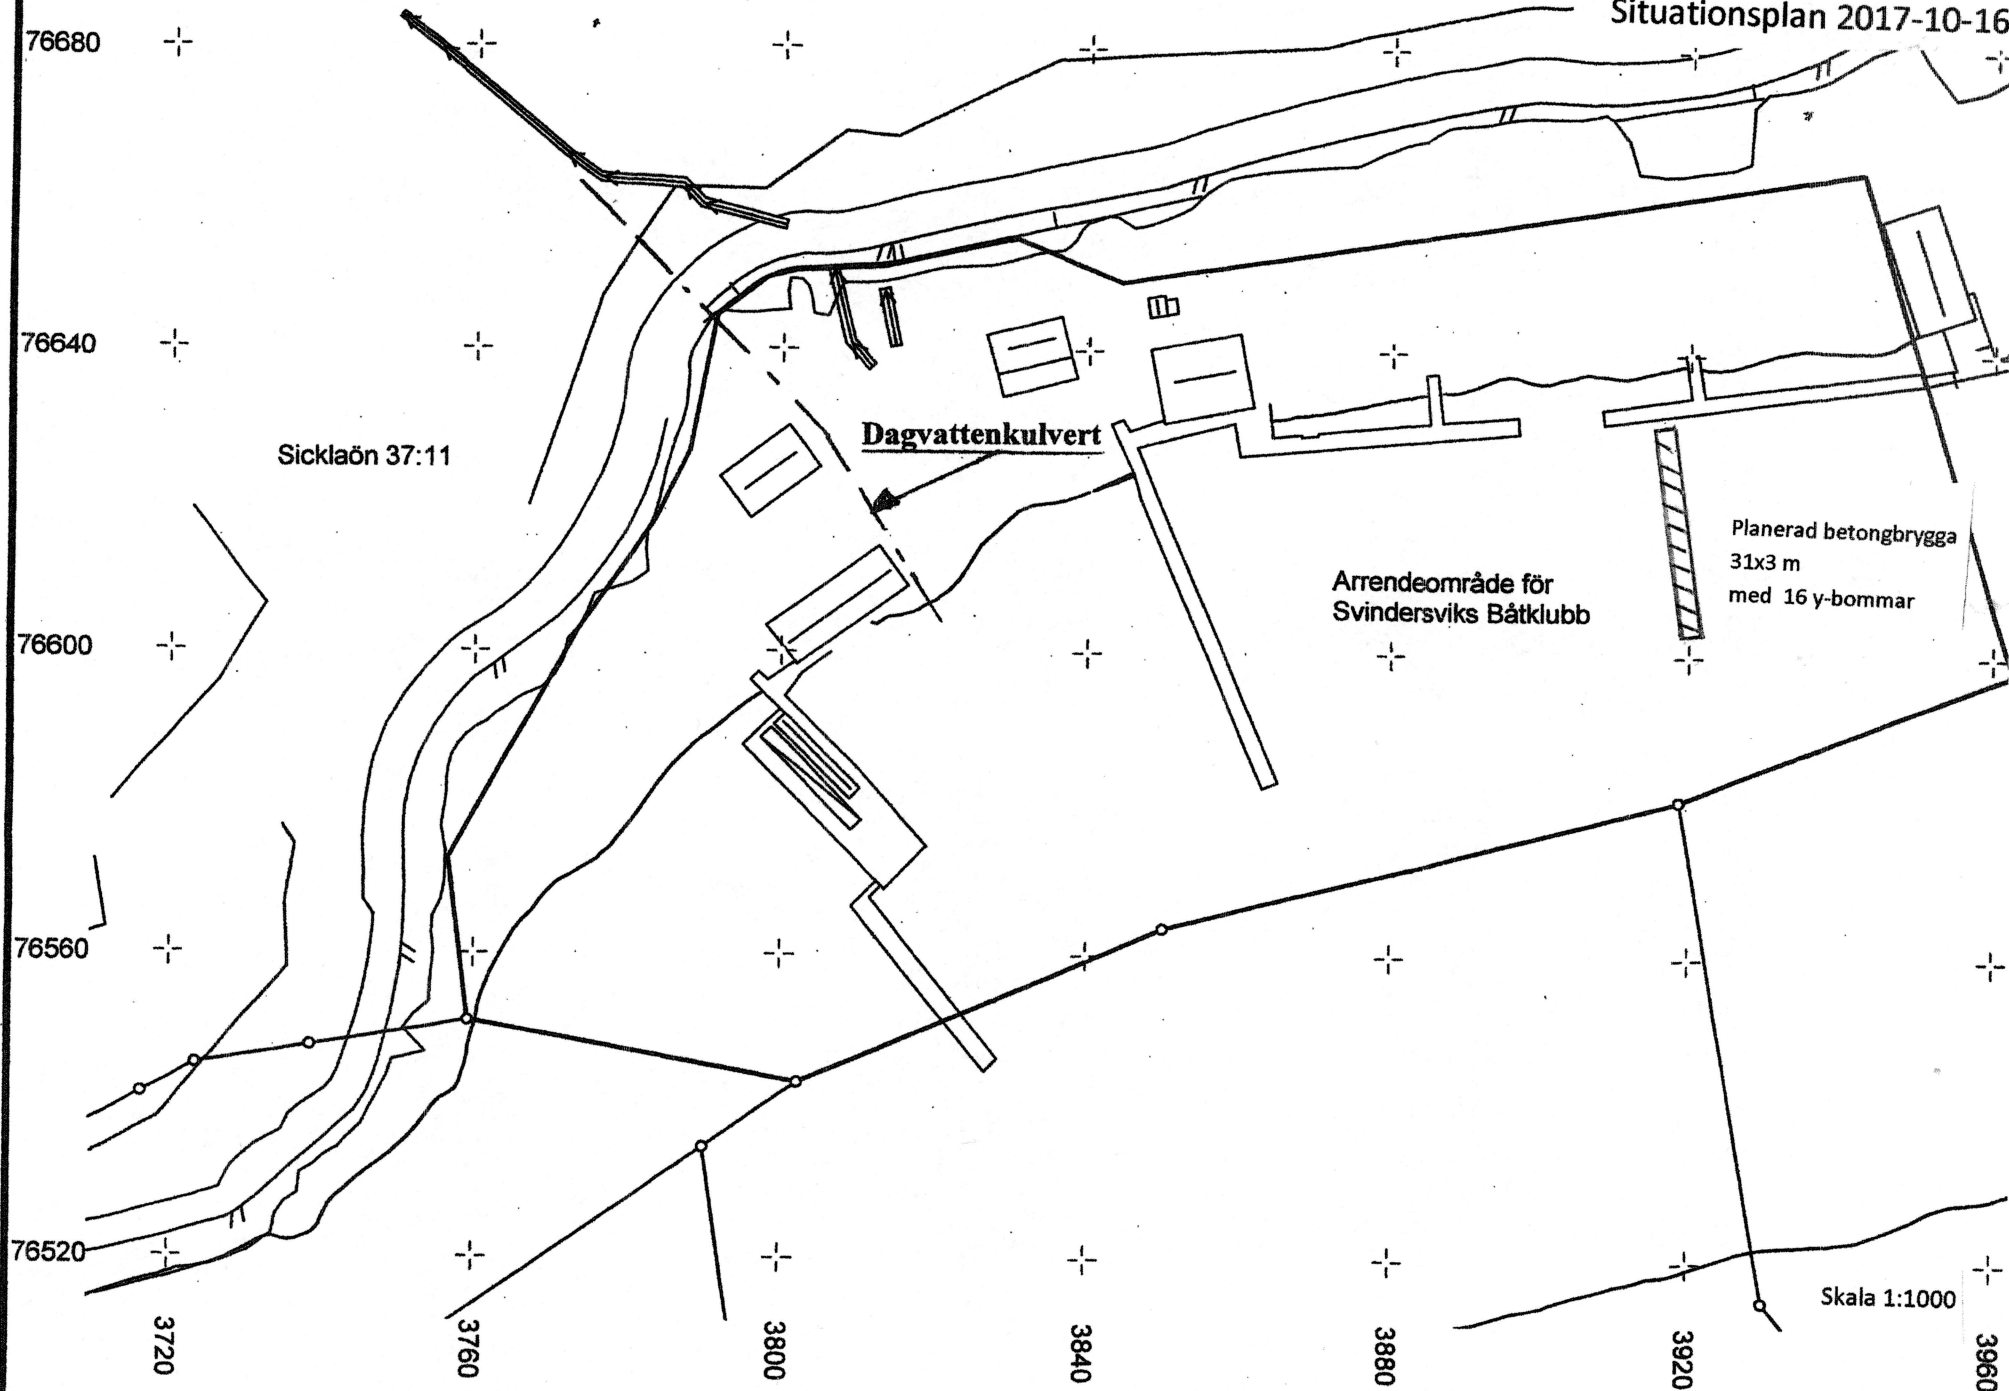 Situationsplan 2017-10-16
76680
76640
Dagvattenkulvert
Sicklaön 37:11
Planerad betongbrygga
31x3 m
med 16 y-bommar
Arrendeområde för
Svindersviks Båtklubb
76600
76560
76520
Skala 1:1000
3720
3760
3800
3840
3880
3920
3960